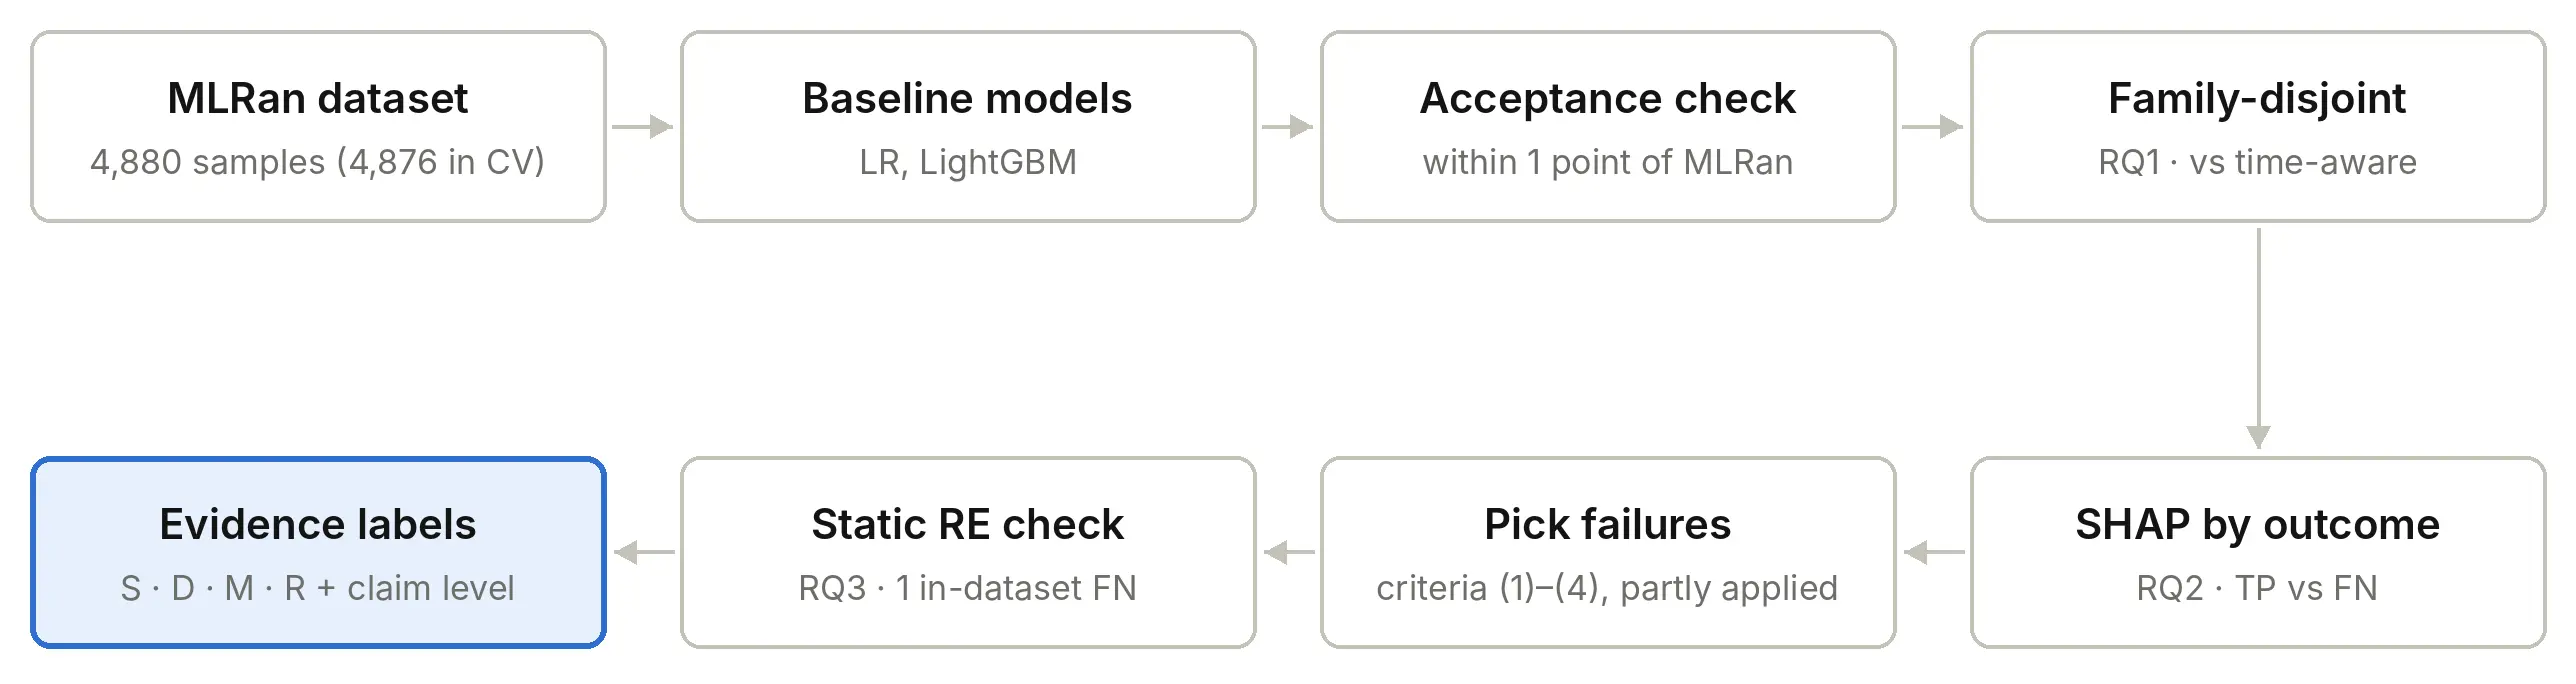 MLRan dataset
4,880 samples (4,876 in CV)
Baseline models
LR, LightGBM
Acceptance check
within 1 point of MLRan
Family-disjoint
RQ1 · vs time-aware
SHAP by outcome
RQ2 · TP vs FN
Pick failures
criteria (1)–(4), partly applied
Static RE check
RQ3 · 1 in-dataset FN
Evidence labels
S · D · M · R + claim level